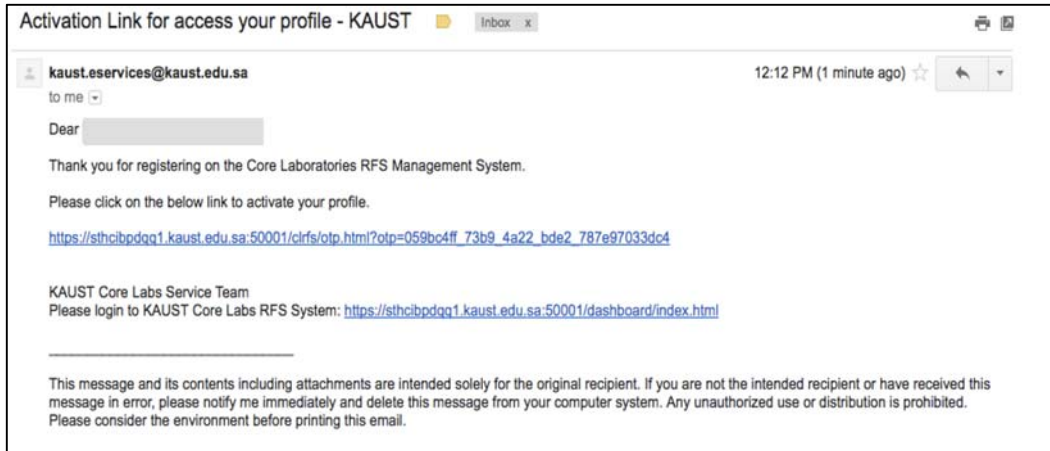 Activation Link for access your profile - KAUST Inbox x
kaust.eservices@kaust.edu.sa 12:12 PM (1 minute ago)
to me
Dear
Thank you for registering on the Core Laboratories RFS Management System.
Please click on the below link to activate your profile.
https://sthcibpdqq1.kaust.edu.sa:50001/clrfs/otp.html?otp=059bc4ff_73b9_4a22_bde2_787e97033dc4
KAUST Core Labs Service Team
Please login to KAUST Core Labs RFS System: https://sthcibpdqq1.kaust.edu.sa:50001/dashboard/index.html
This message and its contents including attachments are intended solely for the original recipient. If you are not the intended recipient or have received this
message in error, please notify me immediately and delete this message from your computer system. Any unauthorized use or distribution is prohibited.
Please consider the environment before printing this email.